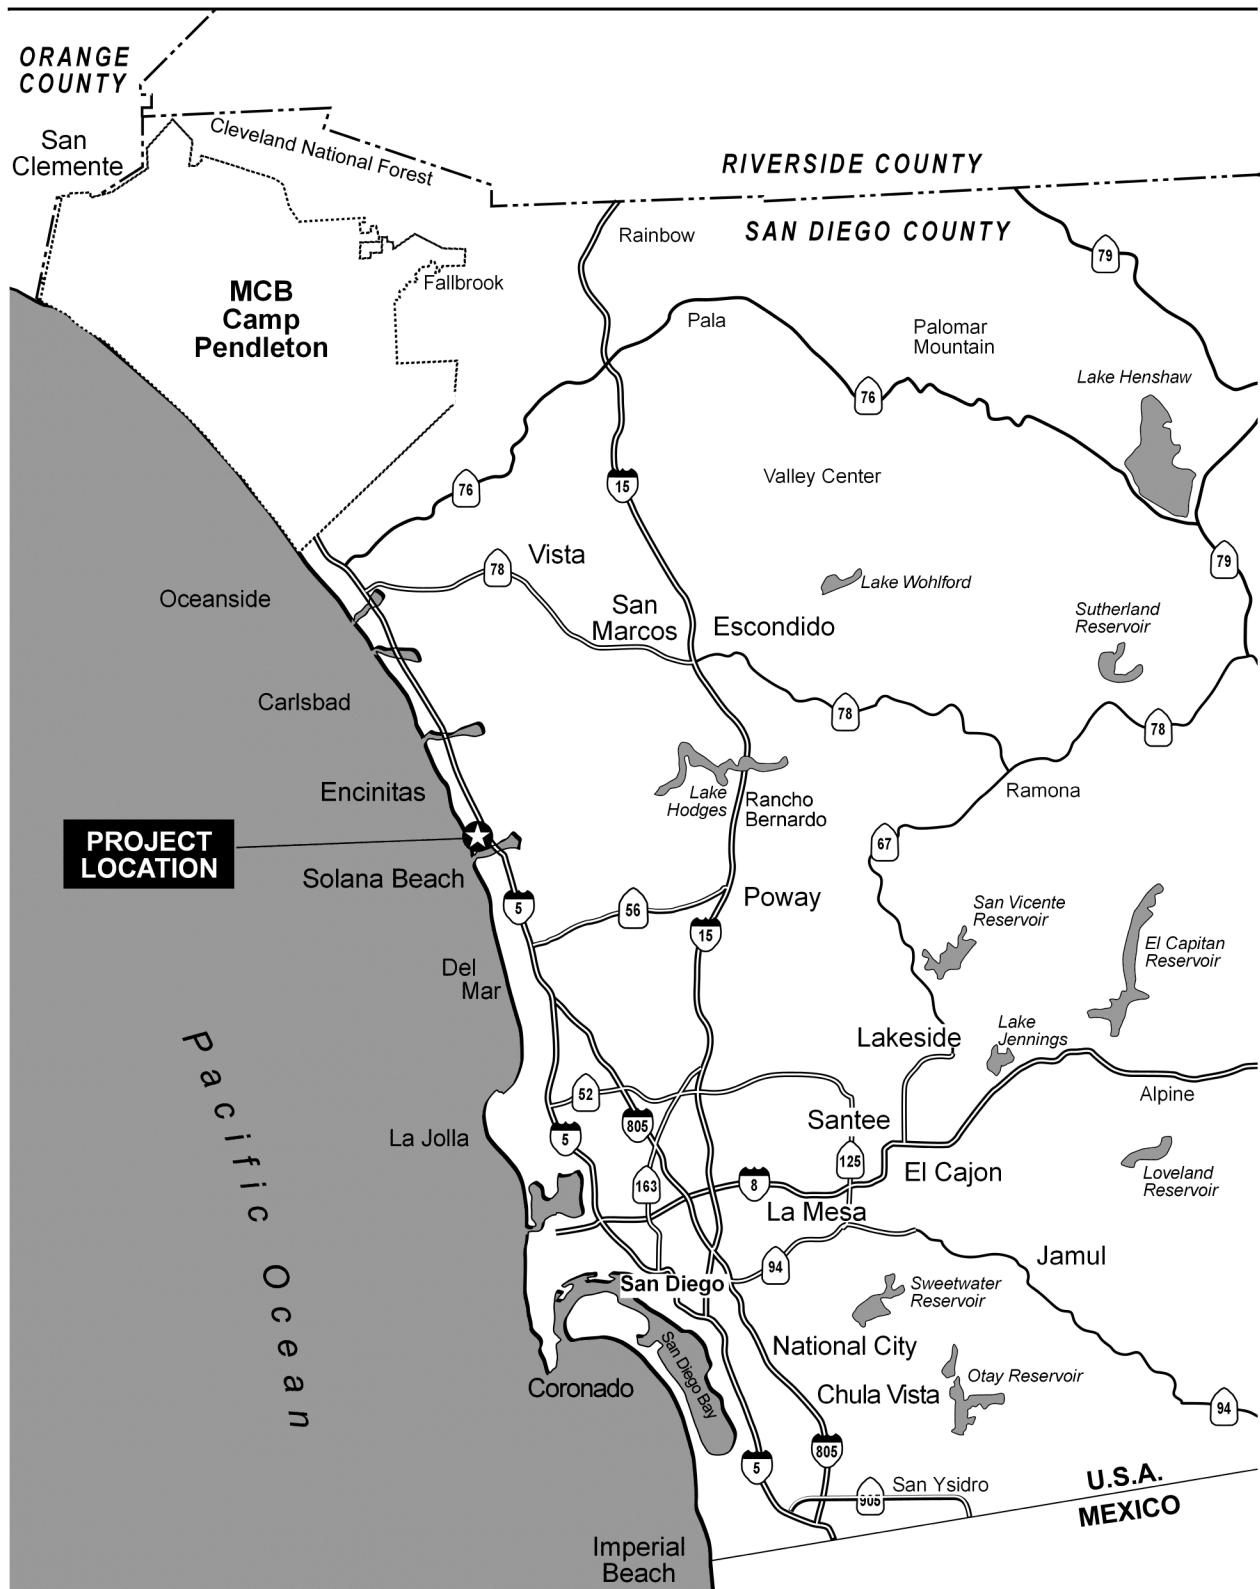 ORANGE
COUNTY
San
Clemente
Cleveland National Forest
RIVERSIDE COUNTY
SAN DIEGO COUNTY
Rainbow
79
MCB
Camp
Pendleton
Fallbrook
Pala
Palomar
Mountain
Lake Henshaw
76
76
15
Valley Center
Vista
78
79
Oceanside
San
Marcos
Escondido
Lake Wohlford
Sutherland
Reservoir
Carlsbad
78
78
Encinitas
Lake
Hodges
Rancho
Bernardo
Ramona
PROJECT
LOCATION
67
Solana Beach
5
56
Poway
15
San Vicente
Reservoir
El Capitan
Reservoir
Del
Mar
Lakeside
Lake
Jennings
Pacific Ocean
52
Alpine
La Jolla
5
805
Santee
125
163
8
El Cajon
Loveland
Reservoir
La Mesa
94
Jamul
San Diego
Sweetwater
Reservoir
San Diego Bay
National City
Coronado
Chula Vista
Otay Reservoir
94
5
805
905
San Ysidro
U.S.A.
MEXICO
Imperial
Beach